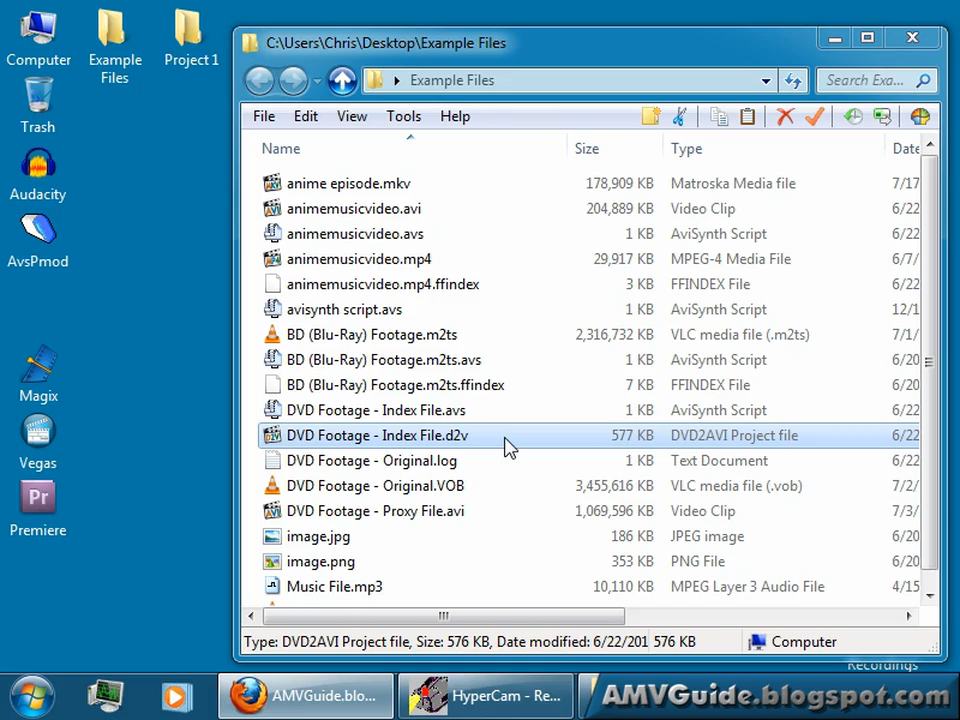 Computer
Example Files
Project 1
Trash
Audacity
AvsPmod
Magix
Vegas
Premiere
C:\Users\Chris\Desktop\Example Files
Example Files
Search Exa...
File Edit View Tools Help
Name Size Type Date
anime episode.mkv 178,909 KB Matroska Media file 7/17
animemusicvideo.avi 204,889 KB Video Clip 6/22
animemusicvideo.avs 1 KB AviSynth Script 6/22
animemusicvideo.mp4 29,917 KB MPEG-4 Media File 6/7/
animemusicvideo.mp4.ffindex 3 KB FFINDEX File 6/22
avisynth script.avs 1 KB AviSynth Script 12/1
BD (Blu-Ray) Footage.m2ts 2,316,732 KB VLC media file (.m2ts) 7/1/
BD (Blu-Ray) Footage.m2ts.avs 1 KB AviSynth Script 6/20
BD (Blu-Ray) Footage.m2ts.ffindex 7 KB FFINDEX File 6/20
DVD Footage - Index File.avs 1 KB AviSynth Script 6/22
DVD Footage - Index File.d2v 577 KB DVD2AVI Project file 6/22
DVD Footage - Original.log 1 KB Text Document 6/22
DVD Footage - Original.VOB 3,455,616 KB VLC media file (.vob) 7/2/
DVD Footage - Proxy File.avi 1,069,596 KB Video Clip 7/3/
image.jpg 186 KB JPEG image 6/20
image.png 353 KB PNG File 6/20
Music File.mp3 10,110 KB MPEG Layer 3 Audio File 4/15
Type: DVD2AVI Project file, Size: 576 KB, Date modified: 6/22/201 576 KB Computer
Recordings
AMVGuide.blo...
HyperCam - Re...
AMVGuide.blogspot.com